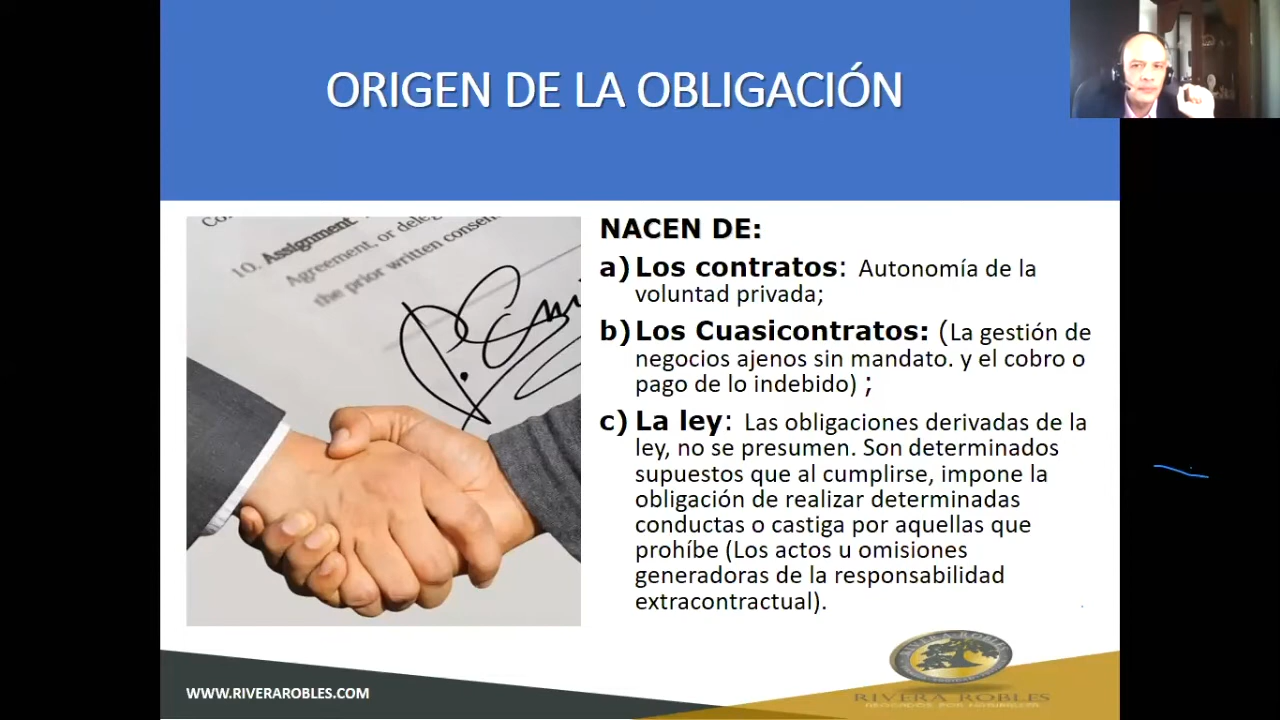 ORIGEN DE LA OBLIGACIÓN
10. Assignment.
Agreement, or deleg
the prior written consen
NACEN DE:
a) Los contratos: Autonomía de la
voluntad privada;
b) Los Cuasicontratos: (La gestión de
negocios ajenos sin mandato. y el cobro o
pago de lo indebido) ;
c) La ley: Las obligaciones derivadas de la
ley, no se presumen. Son determinados
supuestos que al cumplirse, impone la
obligación de realizar determinadas
conductas o castiga por aquellas que
prohíbe (Los actos u omisiones
generadoras de la responsabilidad
extracontractual).
WWW.RIVERAROBLES.COM
RIVERA ROBLES
RIVERA ROBLES